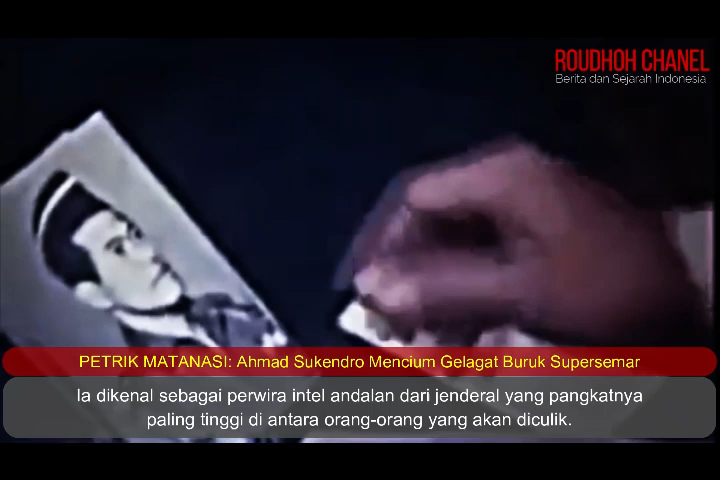 ROUDHOH CHANEL
Berita dan Sejarah Indonesia
PETRIK MATANASI: Ahmad Sukendro Mencium Gelagat Buruk Supersemar
Ia dikenal sebagai perwira intel andalan dari jenderal yang pangkatnya
paling tinggi di antara orang-orang yang akan diculik.